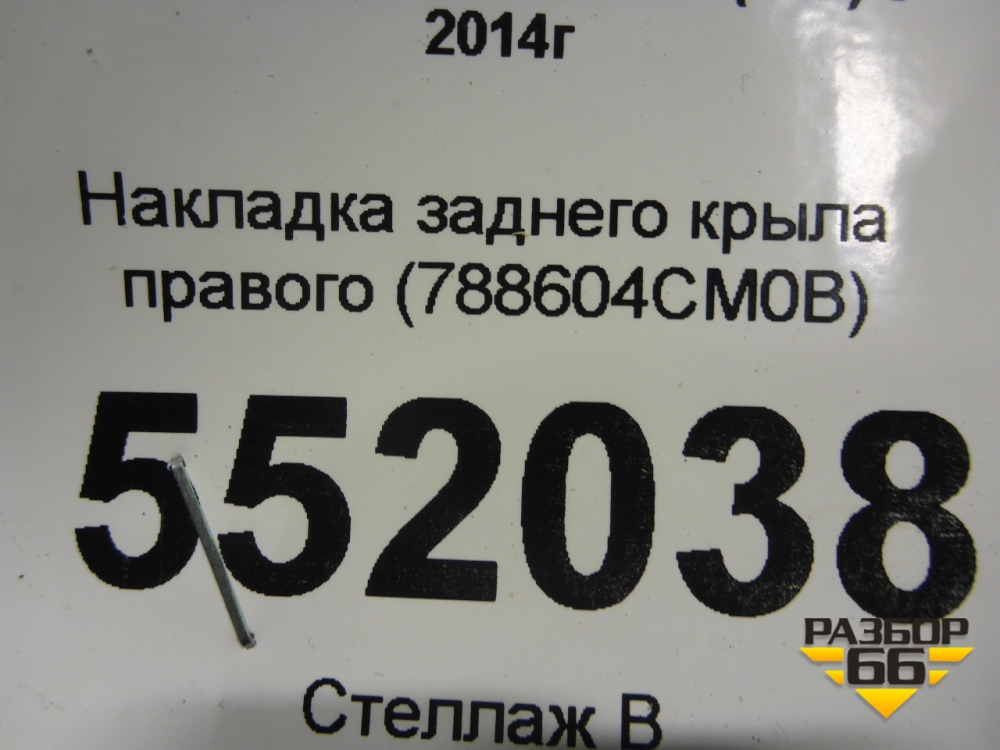 2014г
Накладка заднего крыла
правого (788604CM0B)
552038
Стеллаж В
РАЗБОР
66